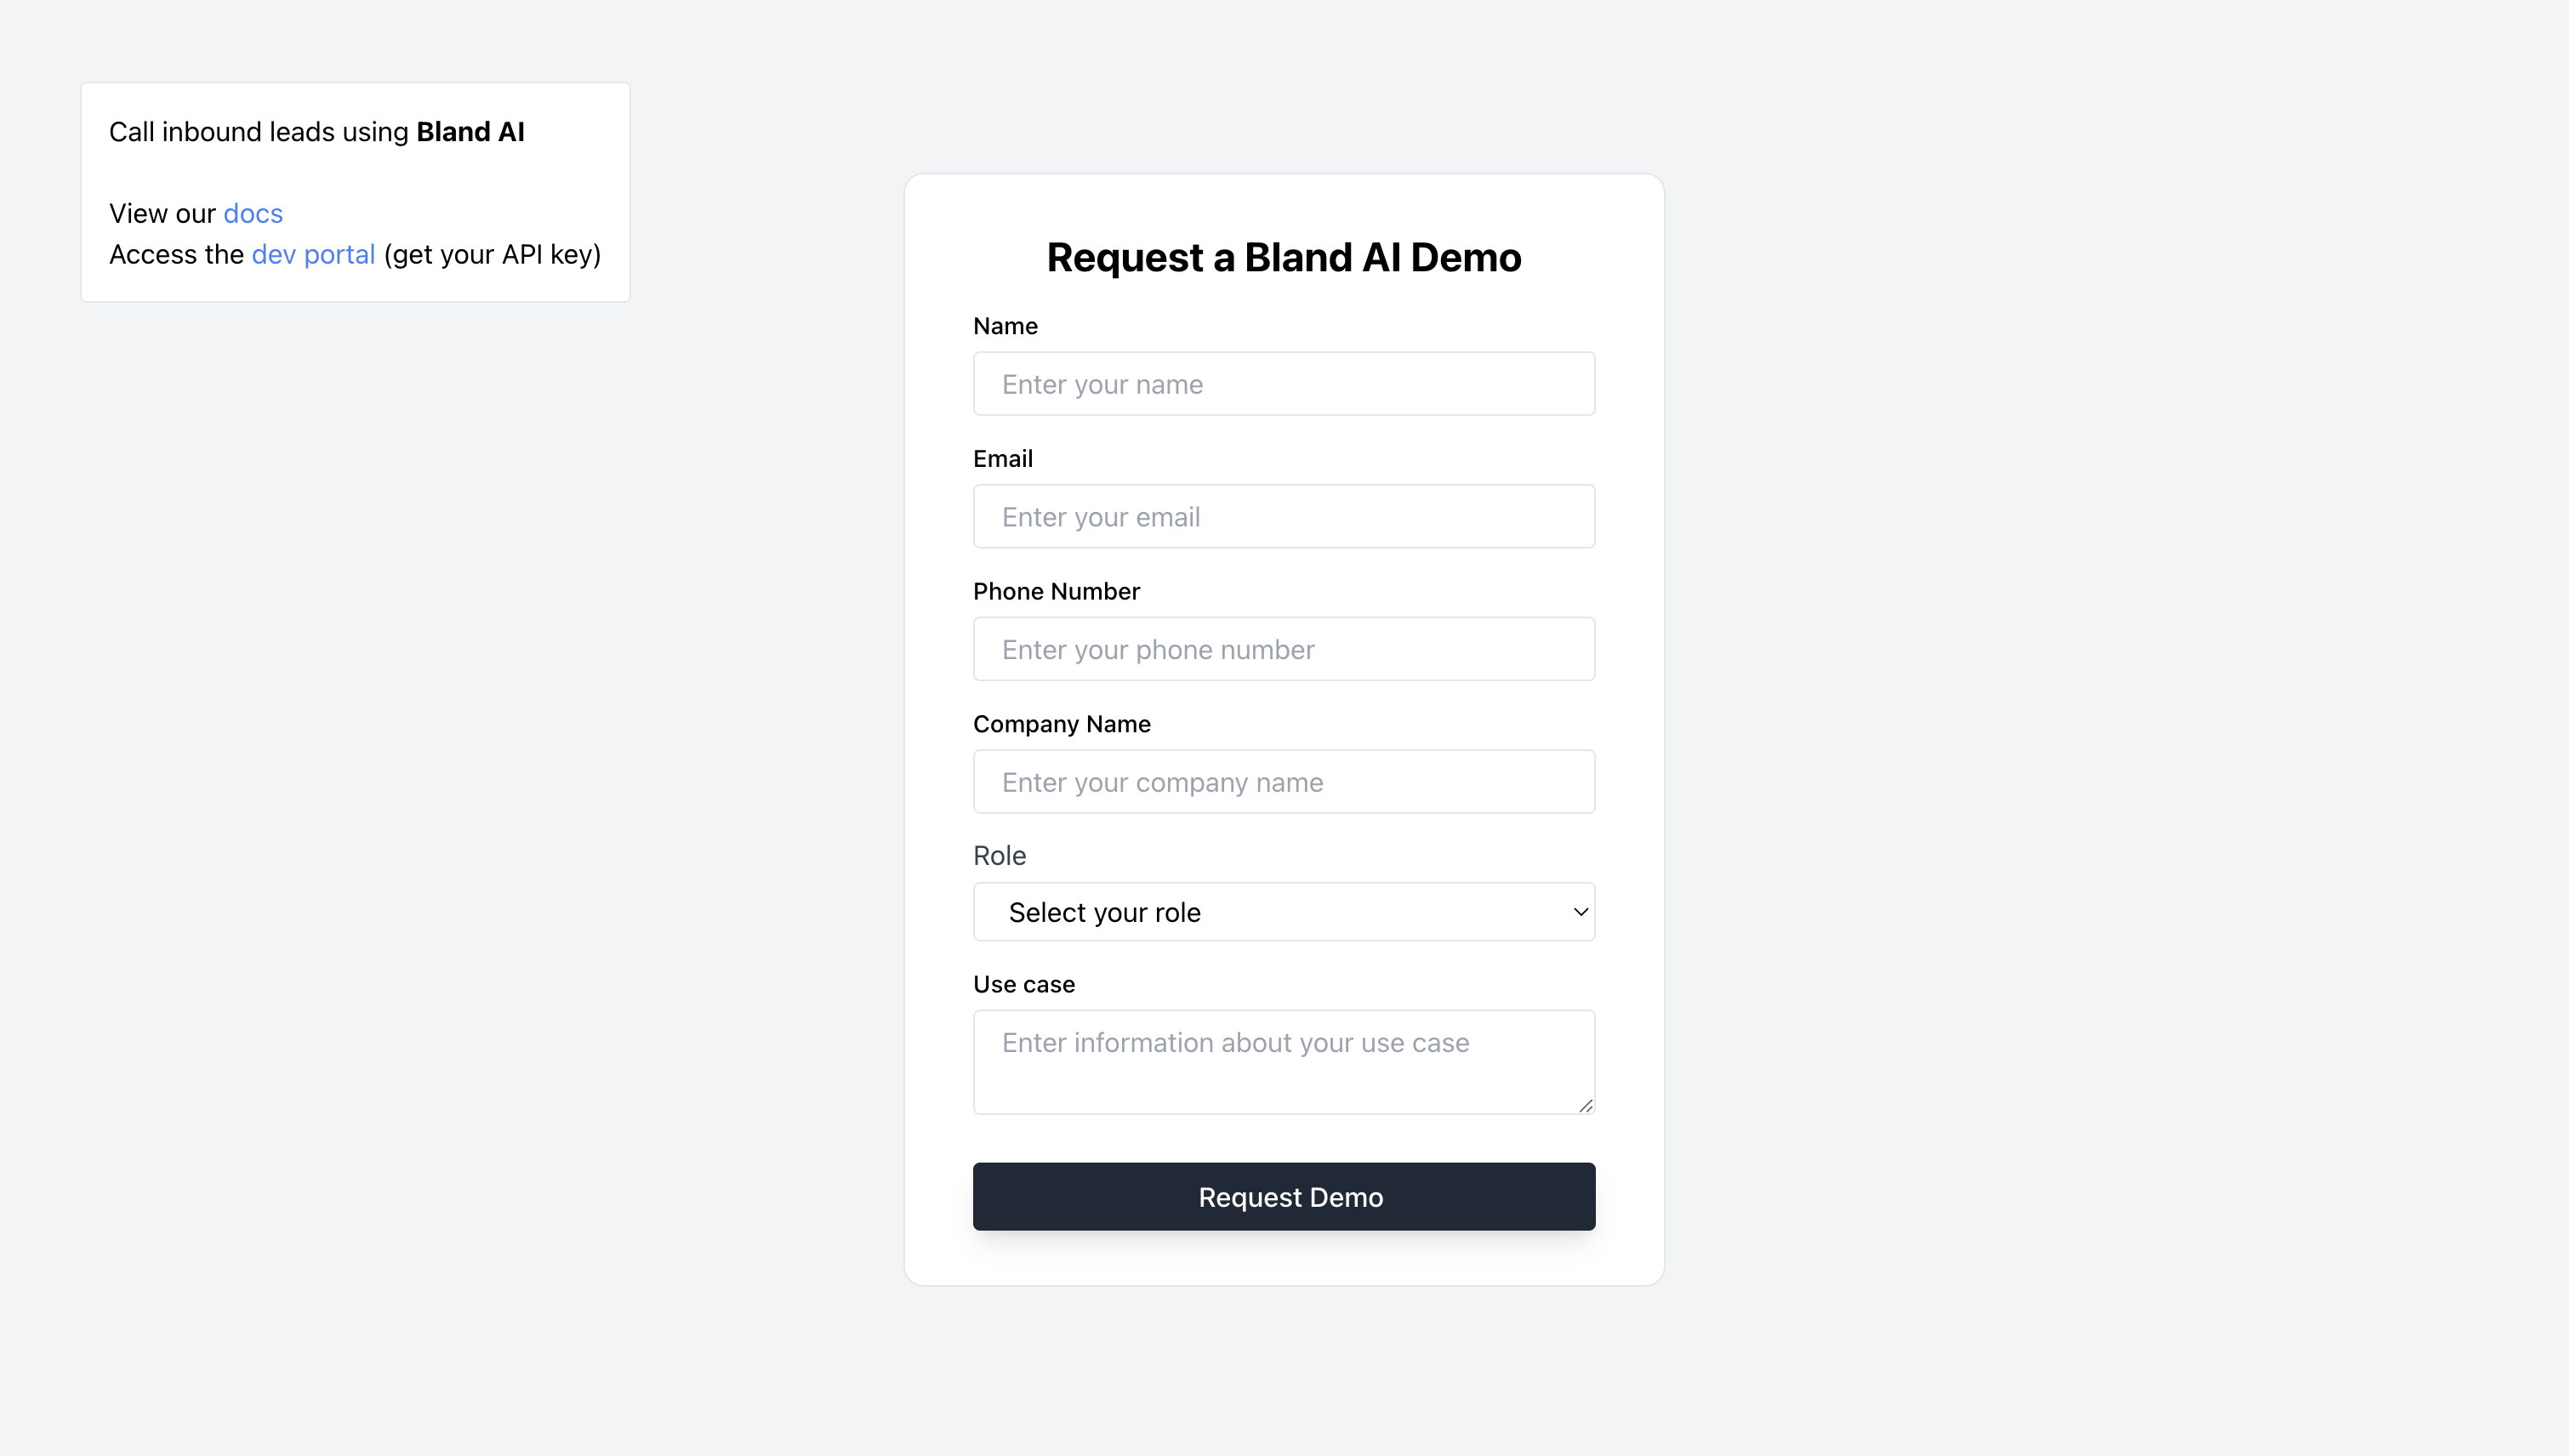 Call inbound leads using Bland AI
View our docs
Access the dev portal (get your API key)
Request a Bland AI Demo
Name
Enter your name
Email
Enter your email
Phone Number
Enter your phone number
Company Name
Enter your company name
Role
Select your role
Use case
Enter information about your use case
Request Demo